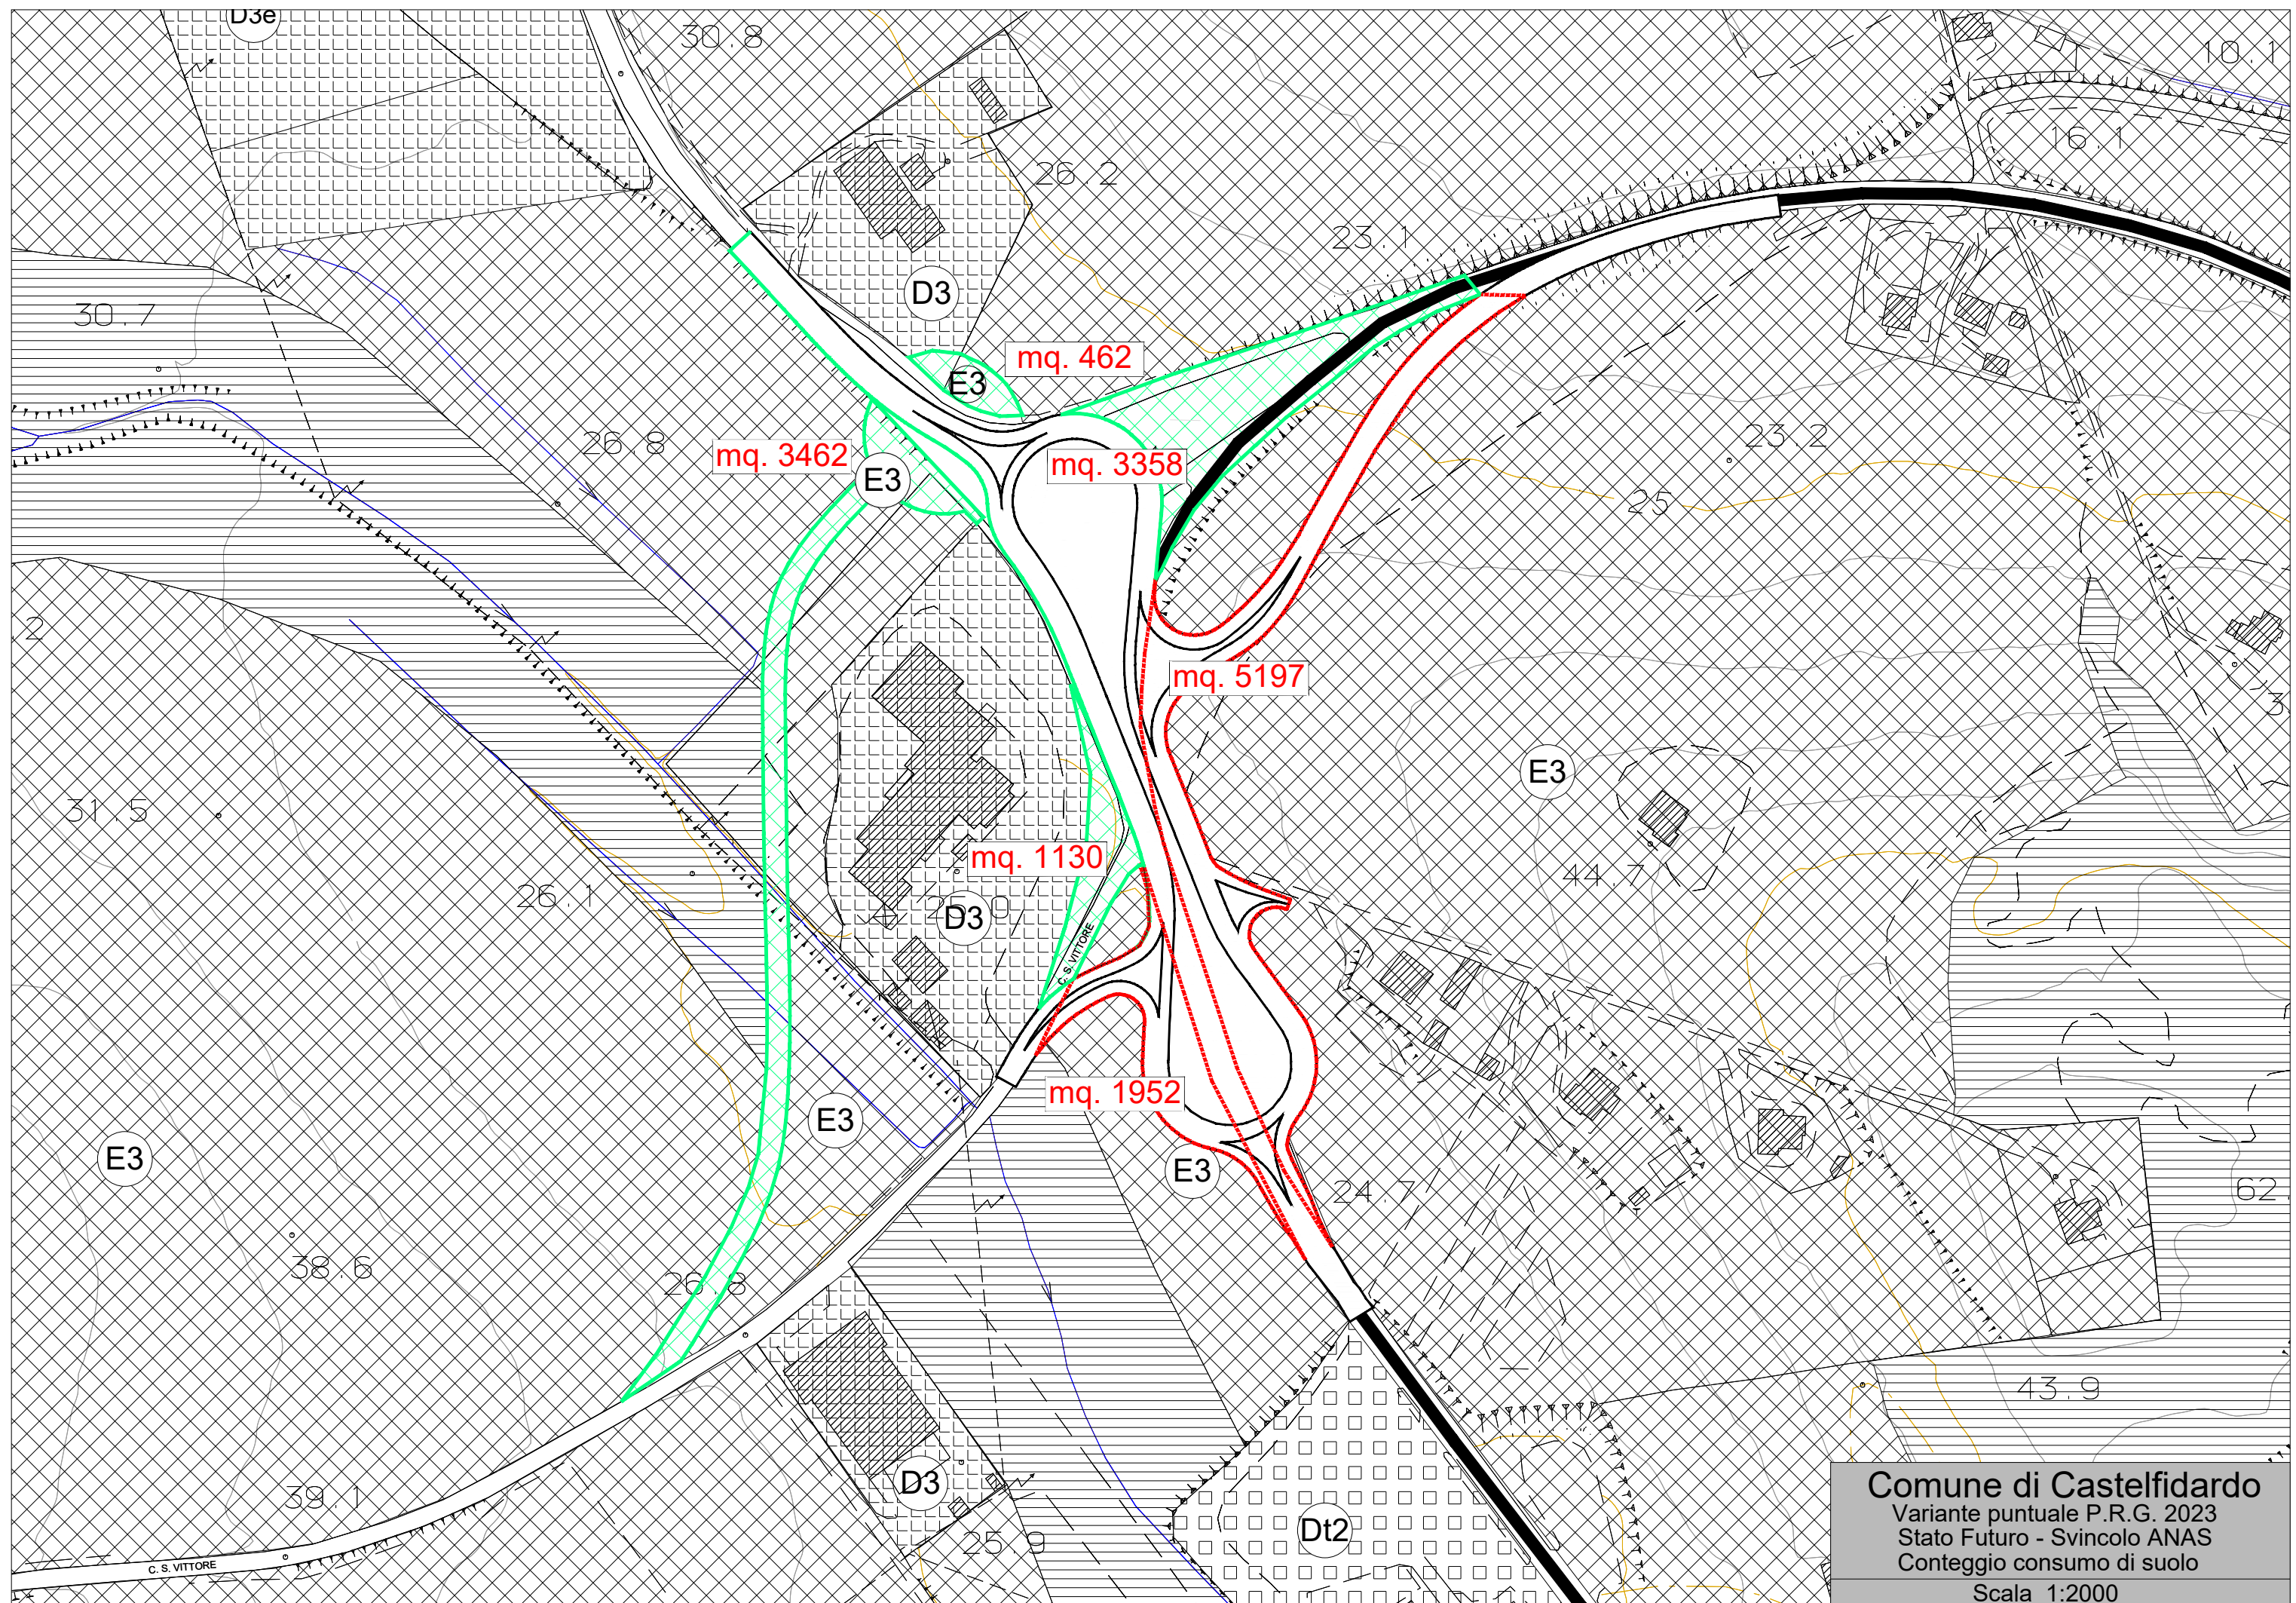 D3e
30.8
10.1
16.1
26.2
23.1
D3
30.7
mq. 462
E3
26.8
mq. 3462
E3
mq. 3358
23.2
25
.2
mq. 5197
3
E3
31.5
mq. 1130
44.7
26.1
D3
C. S. VITTORE
mq. 1952
E3
E3
E3
24.7
62
38.6
26.8
43.9
39.1
D3
25.9
Dt2
C. S. VITTORE
Comune di Castelfidardo
Variante puntuale P.R.G. 2023
Stato Futuro - Svincolo ANAS
Conteggio consumo di suolo
Scala 1:2000